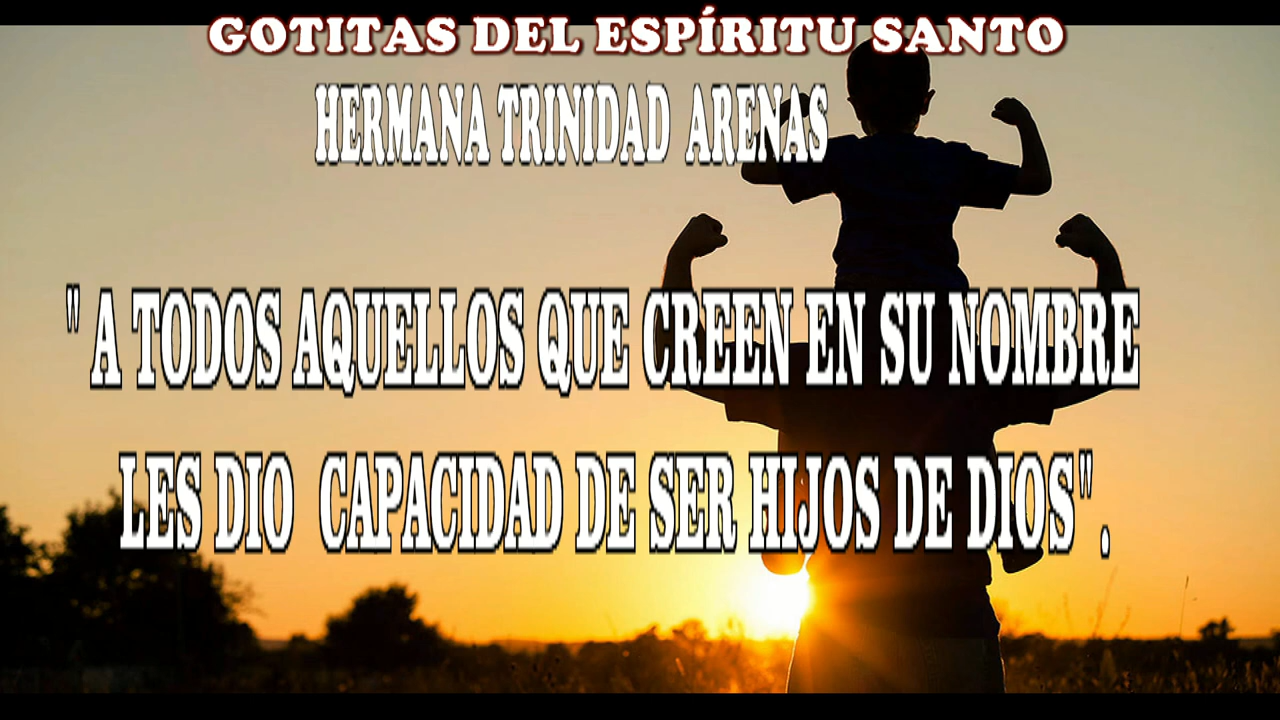 GOTITAS DEL ESPÍRITU SANTO
HERMANA TRINIDAD ARENAS
" A TODOS AQUELLOS QUE CREEN EN SU NOMBRE
LES DIO CAPACIDAD DE SER HIJOS DE DIOS" .